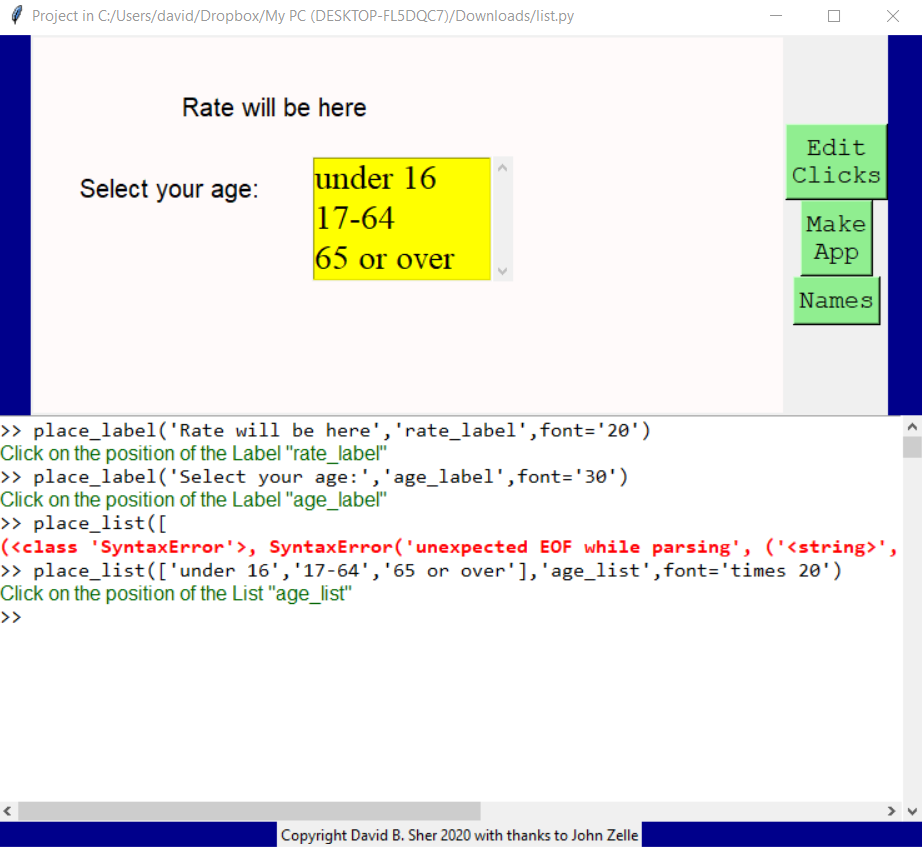 Project in C:/Users/david/Dropbox/My PC (DESKTOP-FL5DQC7)/Downloads/list.py
Rate will be here
Select your age:
under 16
17-64
65 or over
Edit
Clicks
Make
App
Names
>> place_label('Rate will be here','rate_label',font='20')
Click on the position of the Label "rate_label"
>> place_label('Select your age:','age_label',font='30')
Click on the position of the Label "age_label"
>> place_list([
(<class 'SyntaxError'>, SyntaxError('unexpected EOF while parsing', ('<string>',
>> place_list(['under 16','17-64','65 or over'],'age_list',font='times 20')
Click on the position of the List "age_list"
>>
Copyright David B. Sher 2020 with thanks to John Zelle